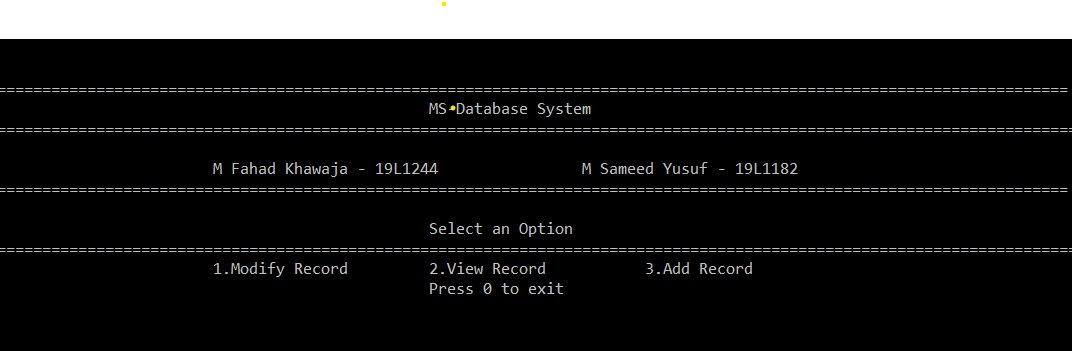 ========================================================================================================================
MS Database System
========================================================================================================================
M Fahad Khawaja - 19L1244 M Sameed Yusuf - 19L1182
========================================================================================================================
Select an Option
========================================================================================================================
1.Modify Record 2.View Record 3.Add Record
Press 0 to exit